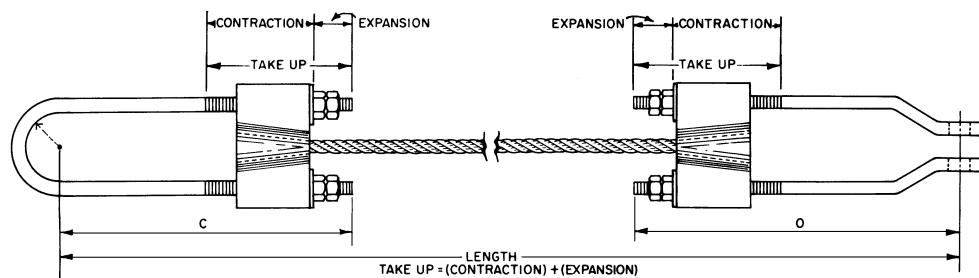 CONTRACTION EXPANSION
EXPANSION CONTRACTION
TAKE UP
TAKE UP
C
O
LENGTH
TAKE UP = (CONTRACTION) + (EXPANSION)